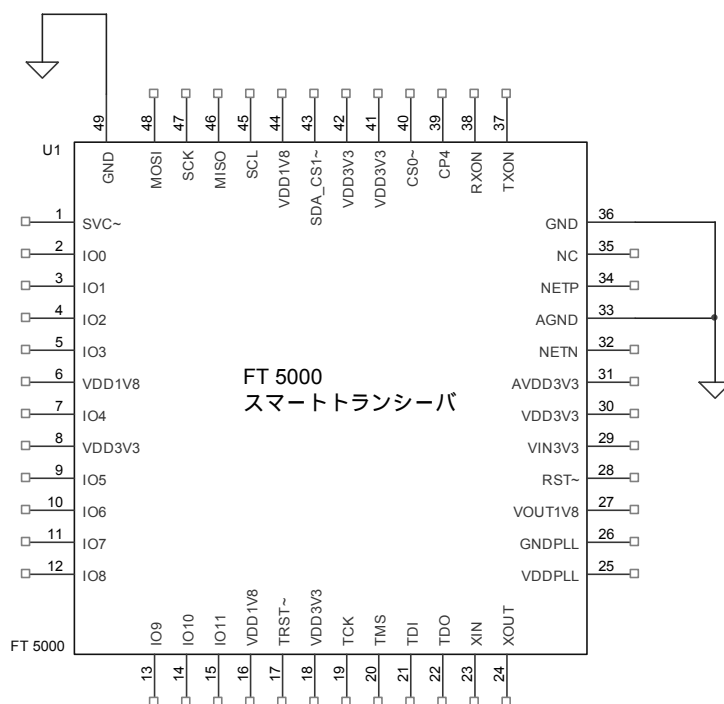 49 48 47 46 45 44 43 42 41 40 39 38 37
U1
GND MOSI SCK MISO SCL VDD1V8 SDA_CS1~ VDD3V3 VDD3V3 CS0~ CP4 RXON TXON
1 SVC~ GND 36
2 IO0 NC 35
3 IO1 NETP 34
4 IO2 AGND 33
5 IO3 NETN 32
6 VDD1V8 AVDD3V3 31
7 IO4 VDD3V3 30
8 VDD3V3 VIN3V3 29
9 IO5 RST~ 28
10 IO6 VOUT1V8 27
11 IO7 GNDPLL 26
12 IO8 VDDPLL 25
FT 5000
スマートトランシーバ
IO9 IO10 IO11 VDD1V8 TRST~ VDD3V3 TCK TMS TDI TDO XIN XOUT
FT 5000
13 14 15 16 17 18 19 20 21 22 23 24